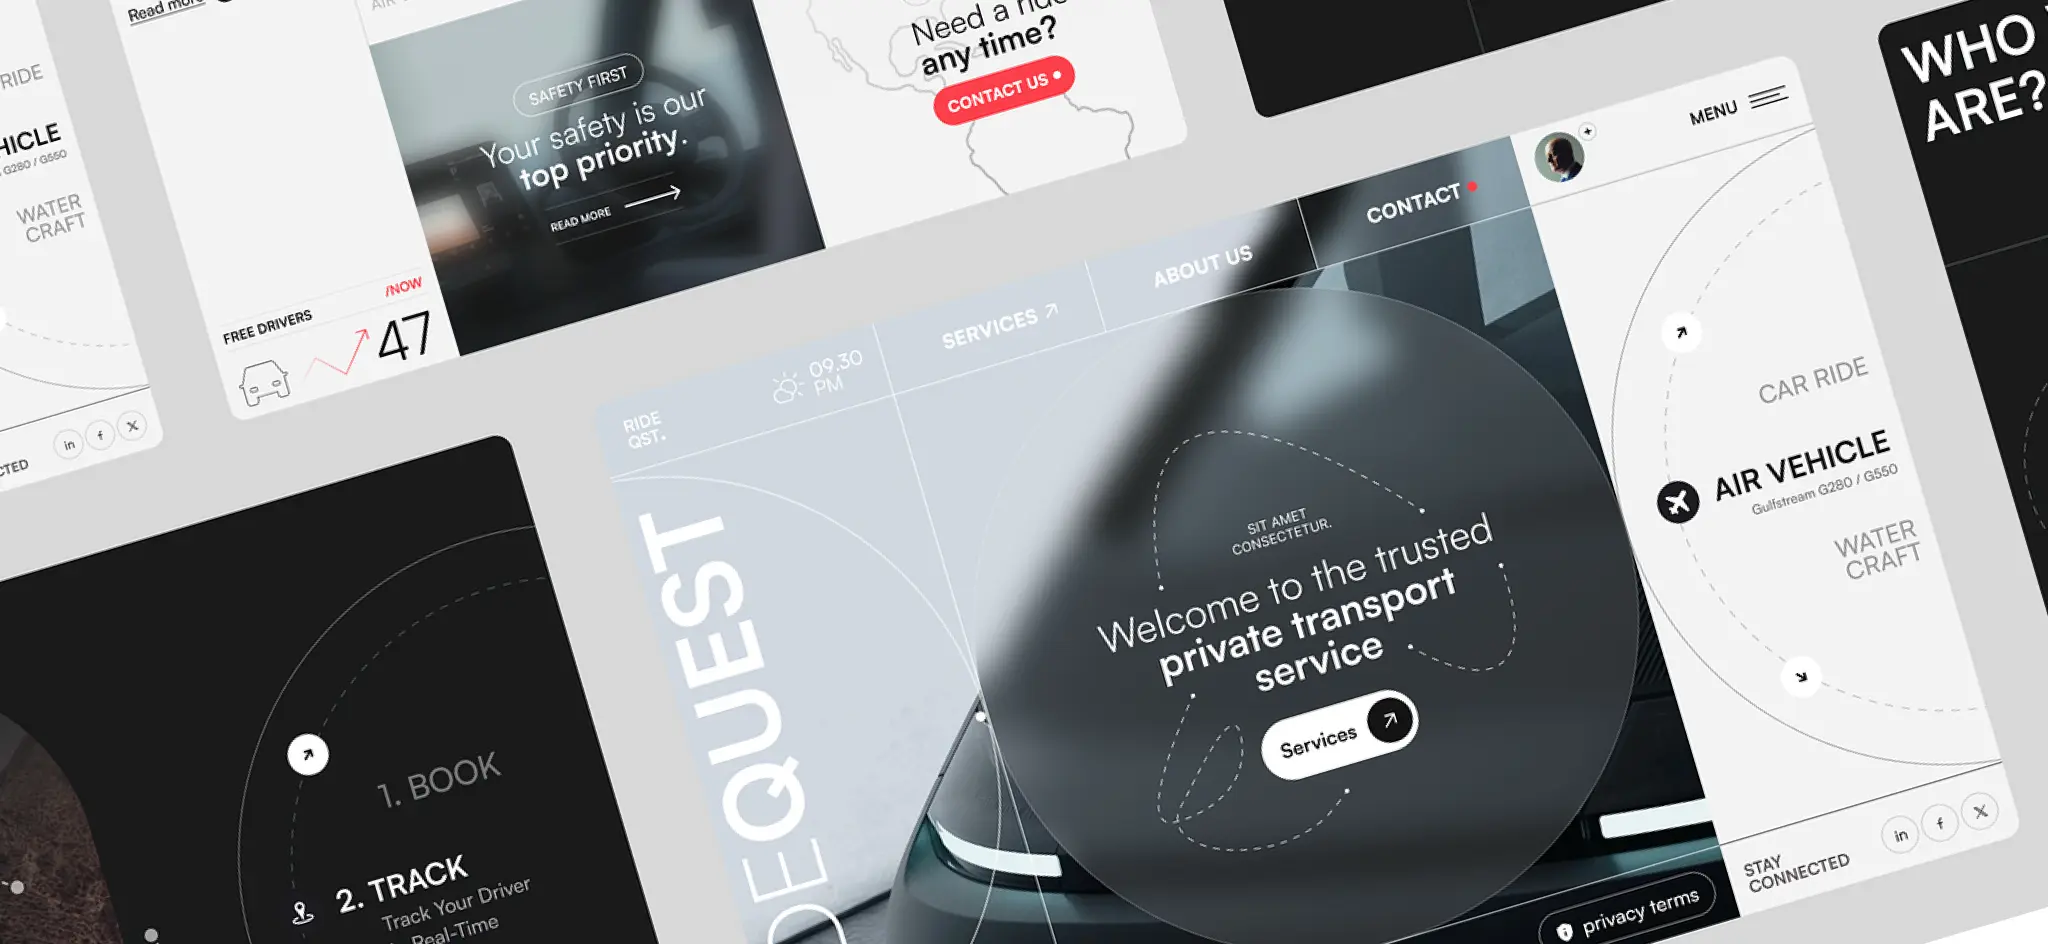 Read more
RIDE
VEHICLE
G280 / G550
WATER
CRAFT
in f X
SAFETY FIRST
Your safety is our
top priority.
READ MORE
/NOW
FREE DRIVERS
47
Need a ride
any time?
CONTACT US
WHO
ARE?
MENU
RIDE
QST.
09.30
PM
SERVICES
ABOUT US
CONTACT
EQUEST
SIT AMET
CONSECTETUR.
Welcome to the trusted
private transport
service
Services
CAR RIDE
AIR VEHICLE
Gulfstream G280 / G550
WATER
CRAFT
STAY
CONNECTED
in f X
privacy terms
1. BOOK
2. TRACK
Track Your Driver
Real-Time